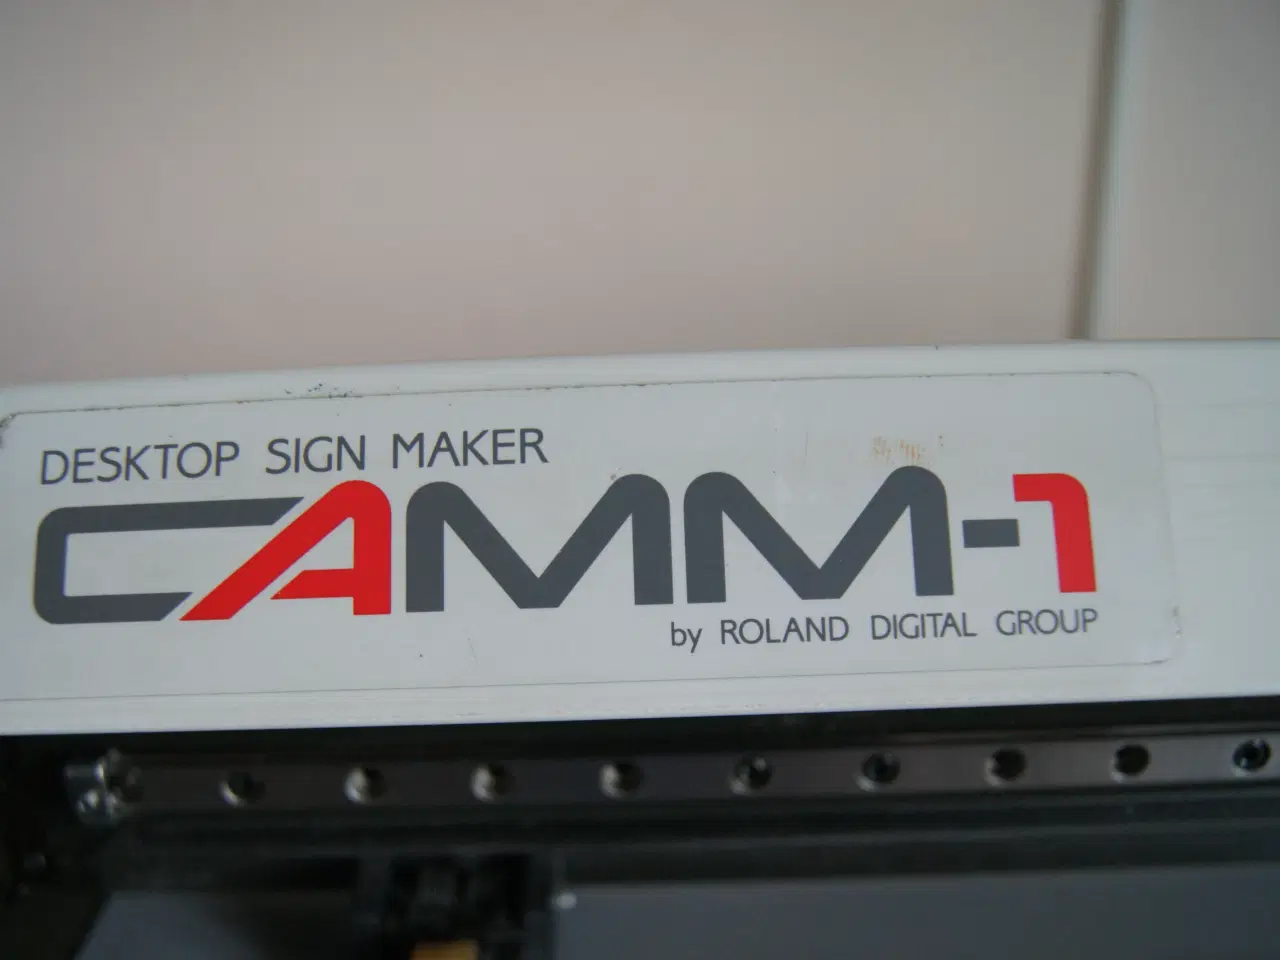 DESKTOP SIGN MAKER
CAMM-1
by ROLAND DIGITAL GROUP